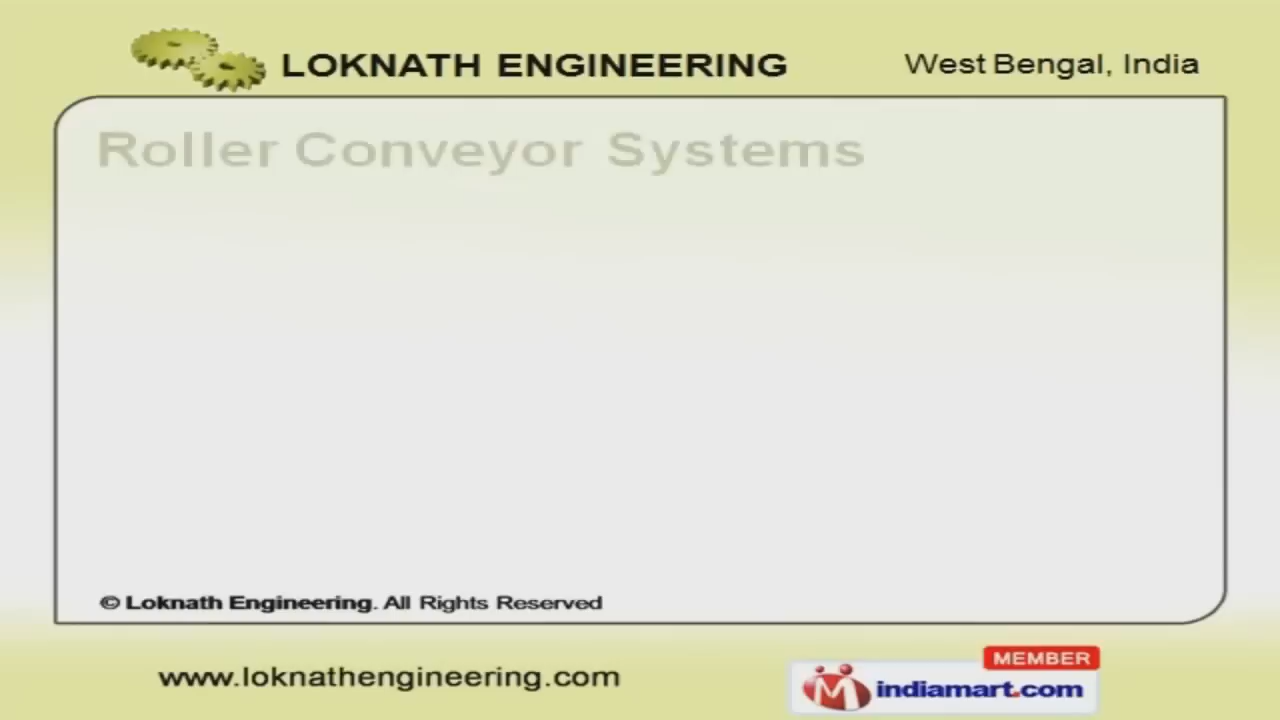 LOKNATH ENGINEERING
West Bengal, India
Roller Conveyor Systems
© Loknath Engineering. All Rights Reserved
www.loknathengineering.com
MEMBER
indiamart.com